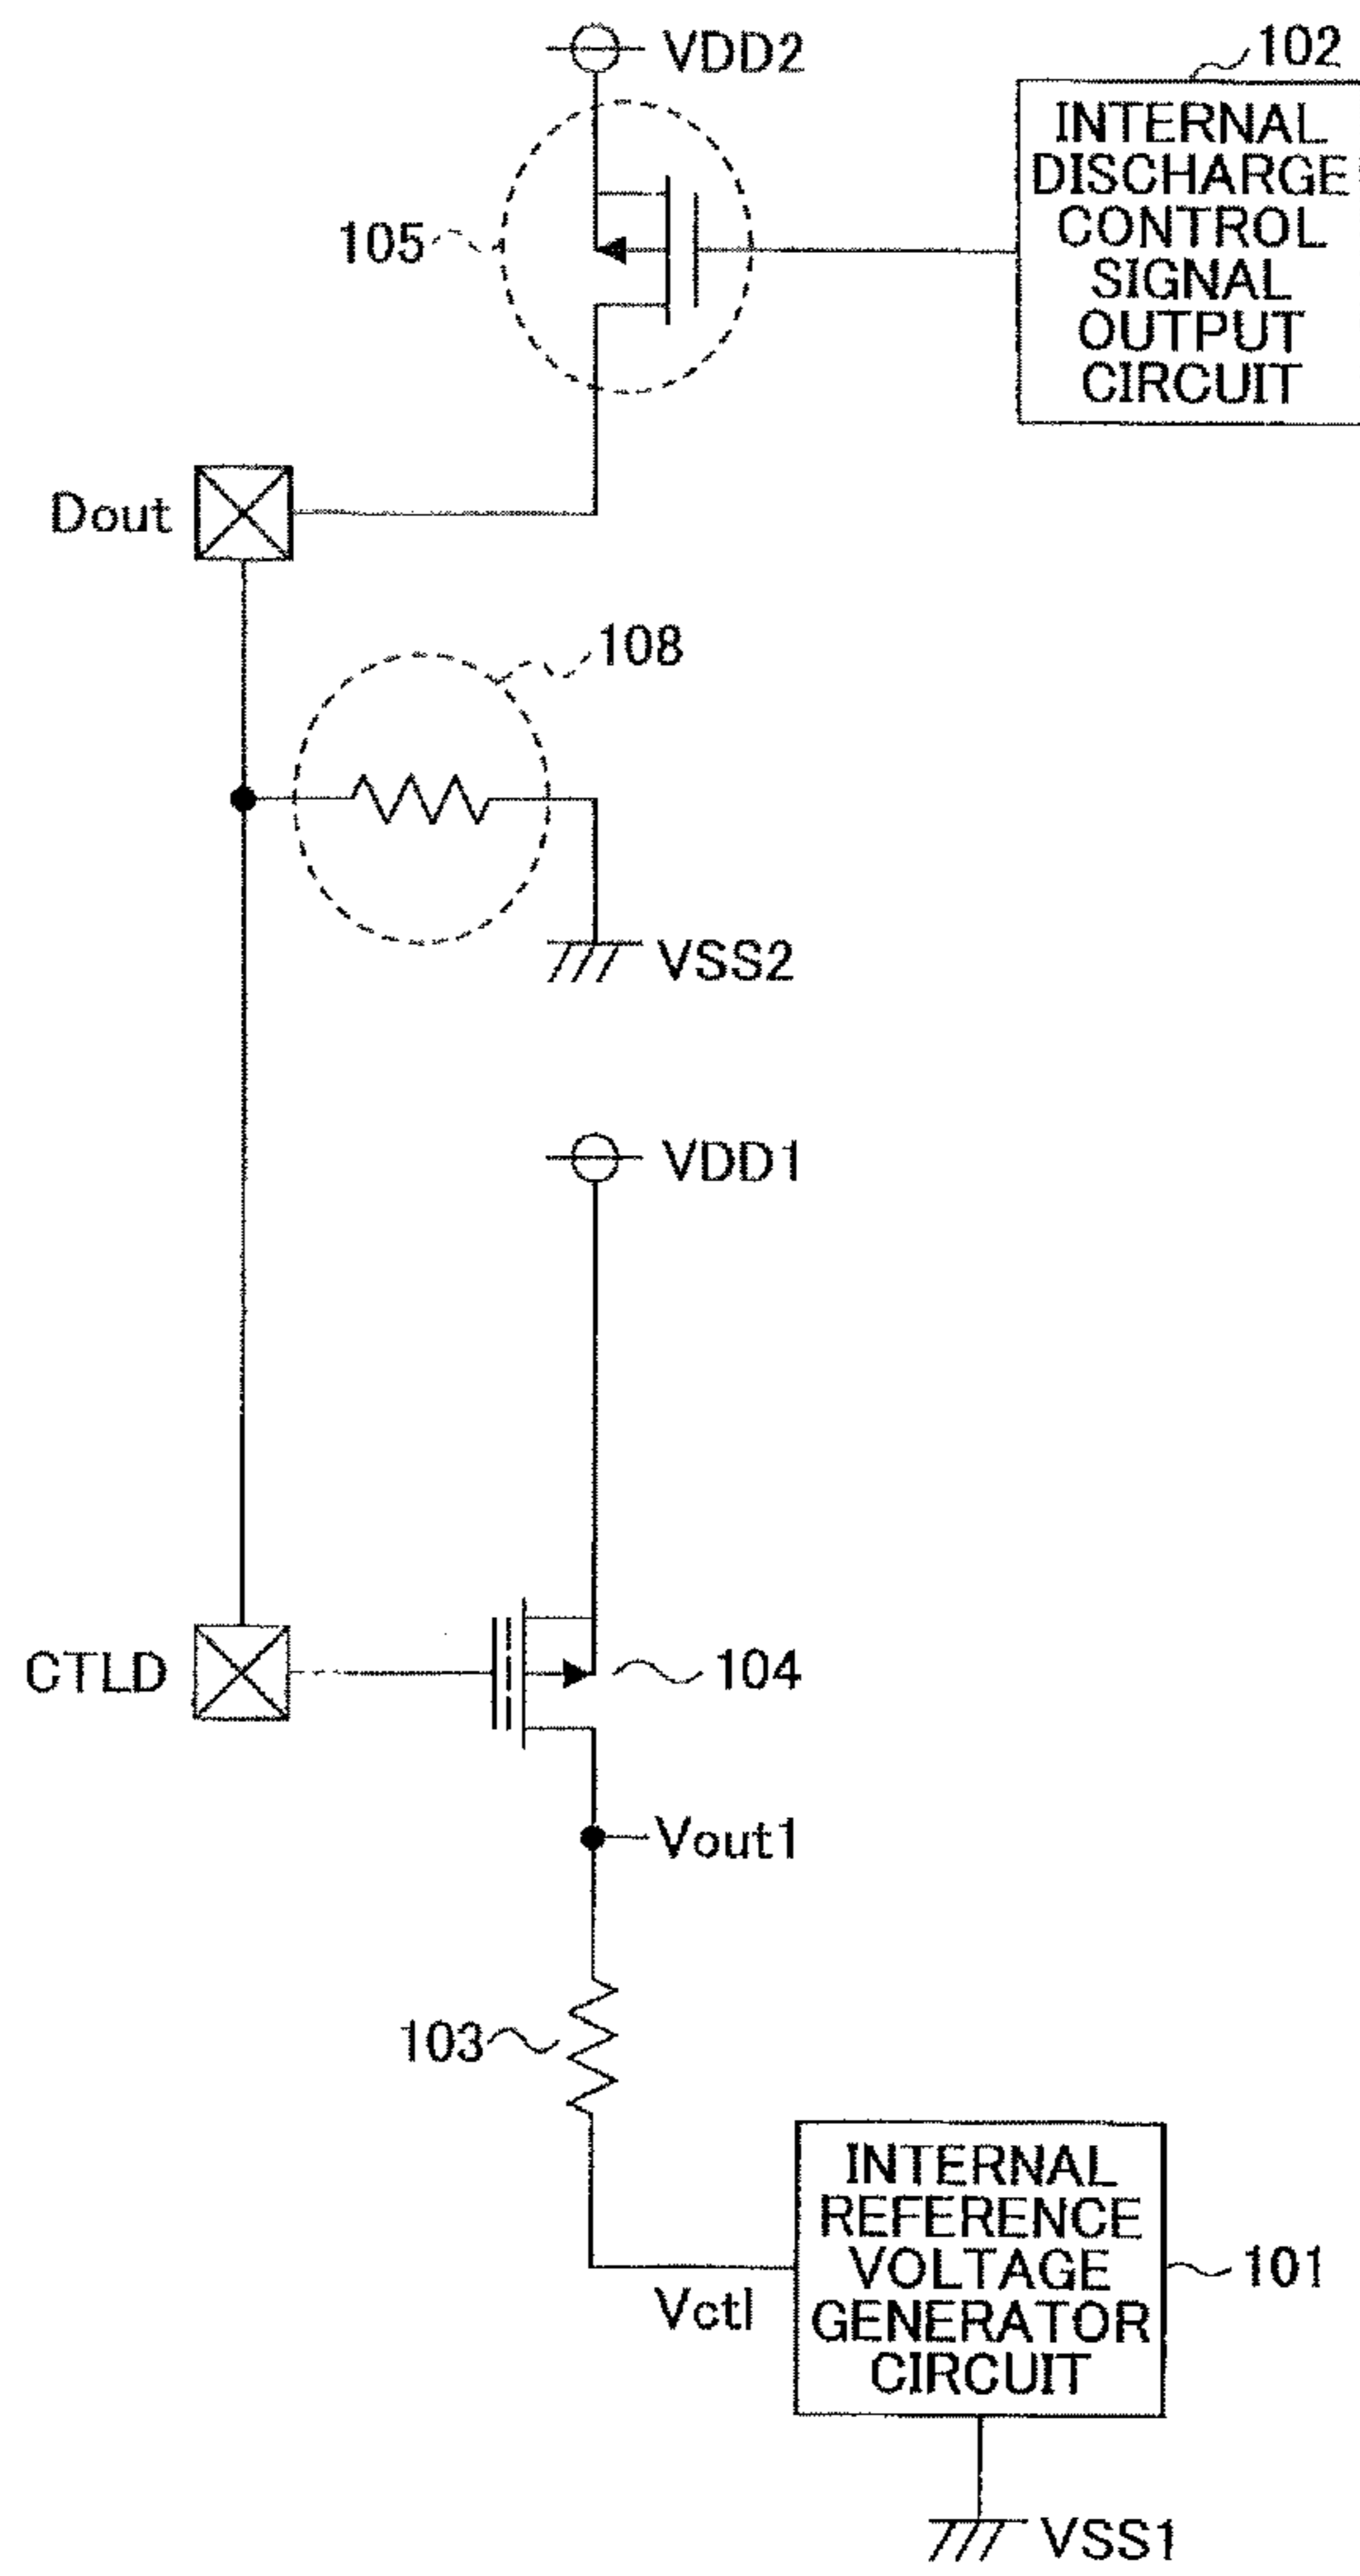 VDD2
102
INTERNAL
DISCHARGE
CONTROL
SIGNAL
OUTPUT
CIRCUIT
105
Dout
108
VSS2
VDD1
CTLD
104
Vout1
103
INTERNAL
REFERENCE
VOLTAGE
GENERATOR
CIRCUIT
101
Vctl
VSS1